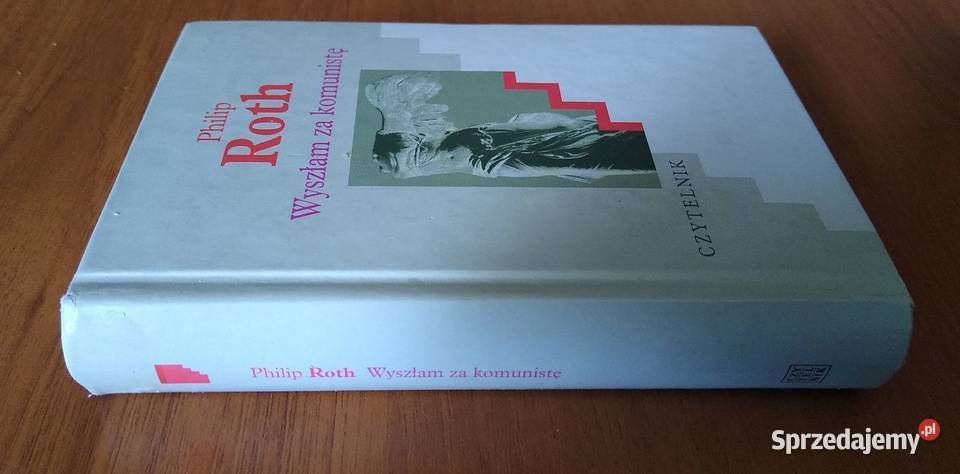 Philip
Roth
Wyszłam za komunistę
CZYTELNIK
Philip Roth Wyszłam za komunistę
Sprzedajemy.pl